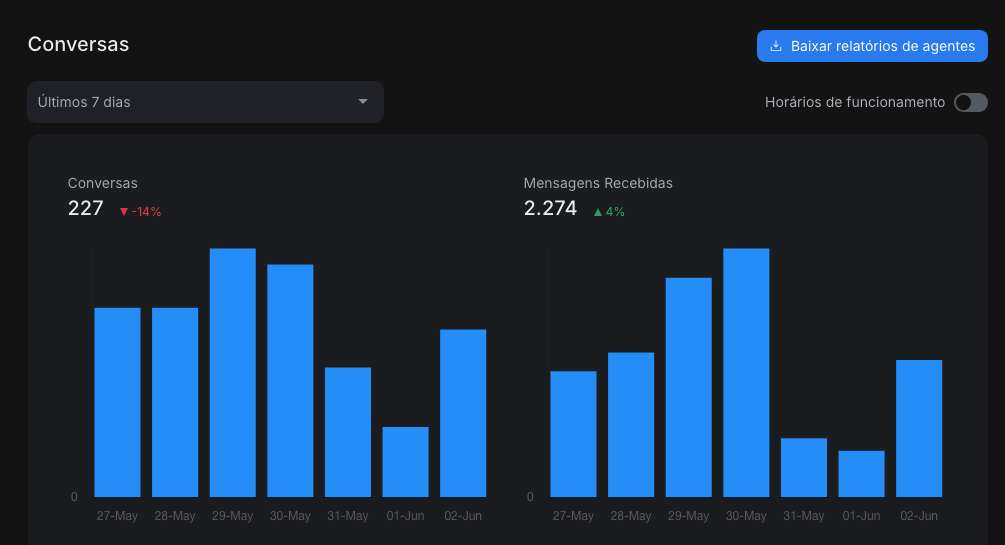 Conversas
Baixar relatórios de agentes
Últimos 7 dias
Horários de funcionamento
Conversas
227 ▼ -14%
0
27-May 28-May 29-May 30-May 31-May 01-Jun 02-Jun
Mensagens Recebidas
2.274 ▲ 4%
0
27-May 28-May 29-May 30-May 31-May 01-Jun 02-Jun